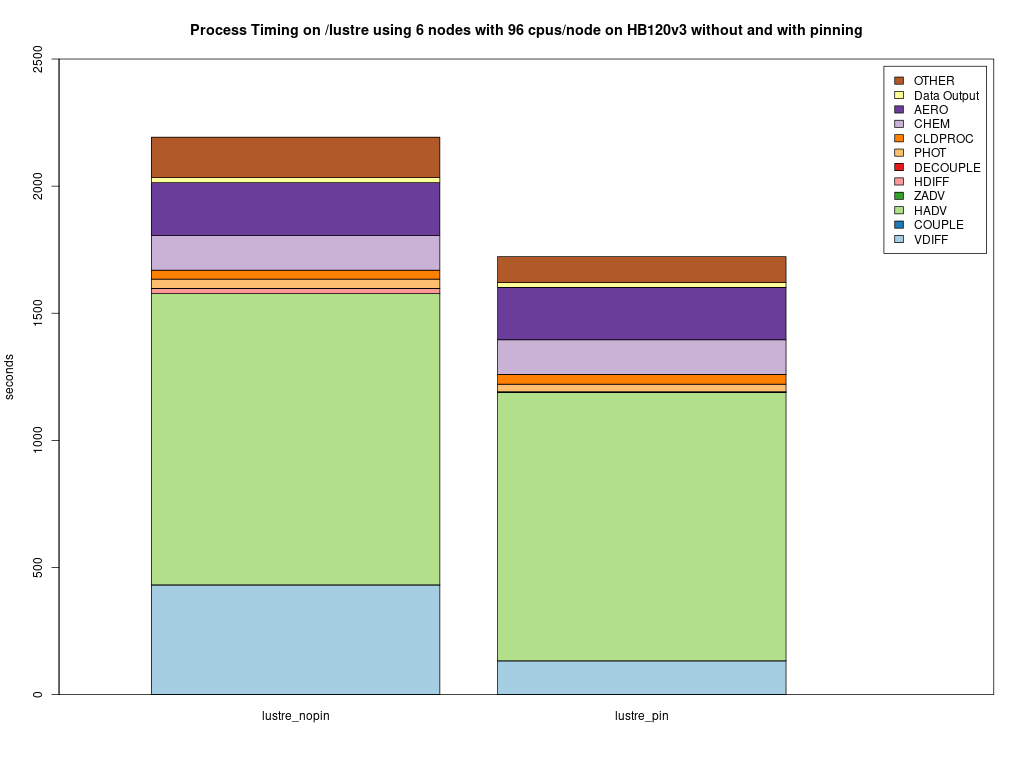 Process Timing on /lustre using 6 nodes with 96 cpus/node on HB120v3 without and with pinning
seconds
2500
2000
1500
1000
500
0
OTHER
Data Output
AERO
CHEM
CLDPROC
PHOT
DECOUPLE
HDIFF
ZADV
HADV
COUPLE
VDIFF
lustre_nopin
lustre_pin